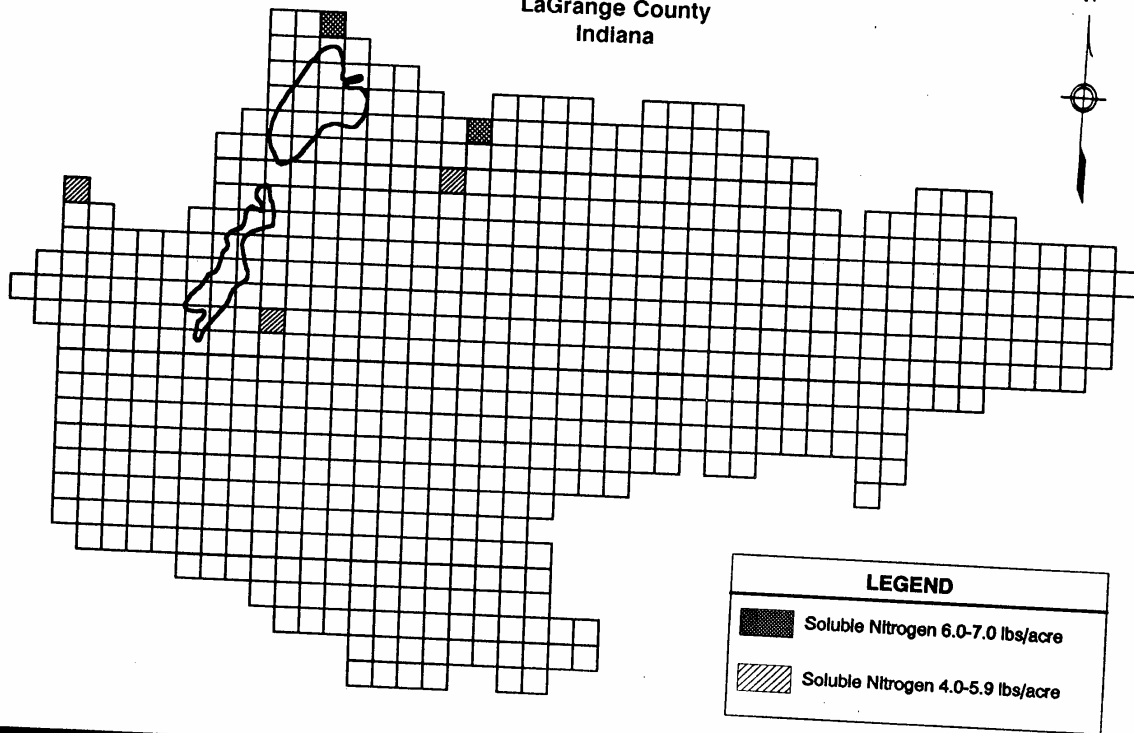 LaGrange County
Indiana
LEGEND
Soluble Nitrogen 6.0-7.0 lbs/acre
Soluble Nitrogen 4.0-5.9 lbs/acre